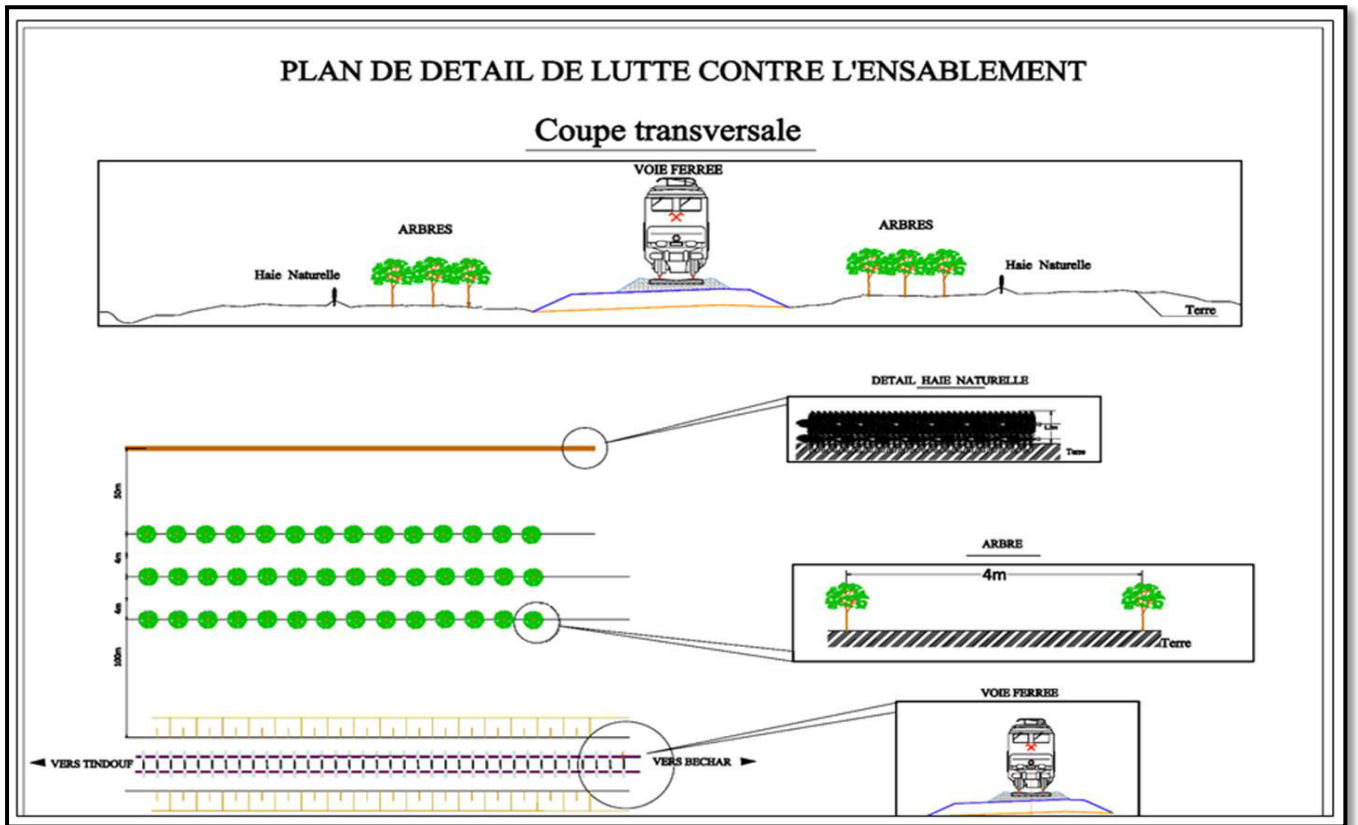 PLAN DE DETAIL DE LUTTE CONTRE L'ENSABLEMENT
Coupe transversale
VOIE FERREE
ARBRES
ARBRES
Haie Naturelle
Haie Naturelle
Terre
DETAIL HAIE NATURELLE
Terre
50m
4m
4m
100m
ARBRE
4m
Terre
VOIE FERREE
VERS TINDOUF
VERS BECHAR